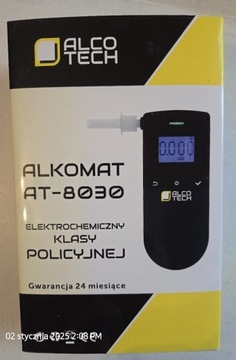 ALCO
TECH
0.000
ALCO
TECH
ALKOMAT
AT-8030
ELEKTROCHEMICZNY
KLASY
POLICYJNEJ
Gwarancja 24 miesiące
02 stycznia 2025 2:08 PM